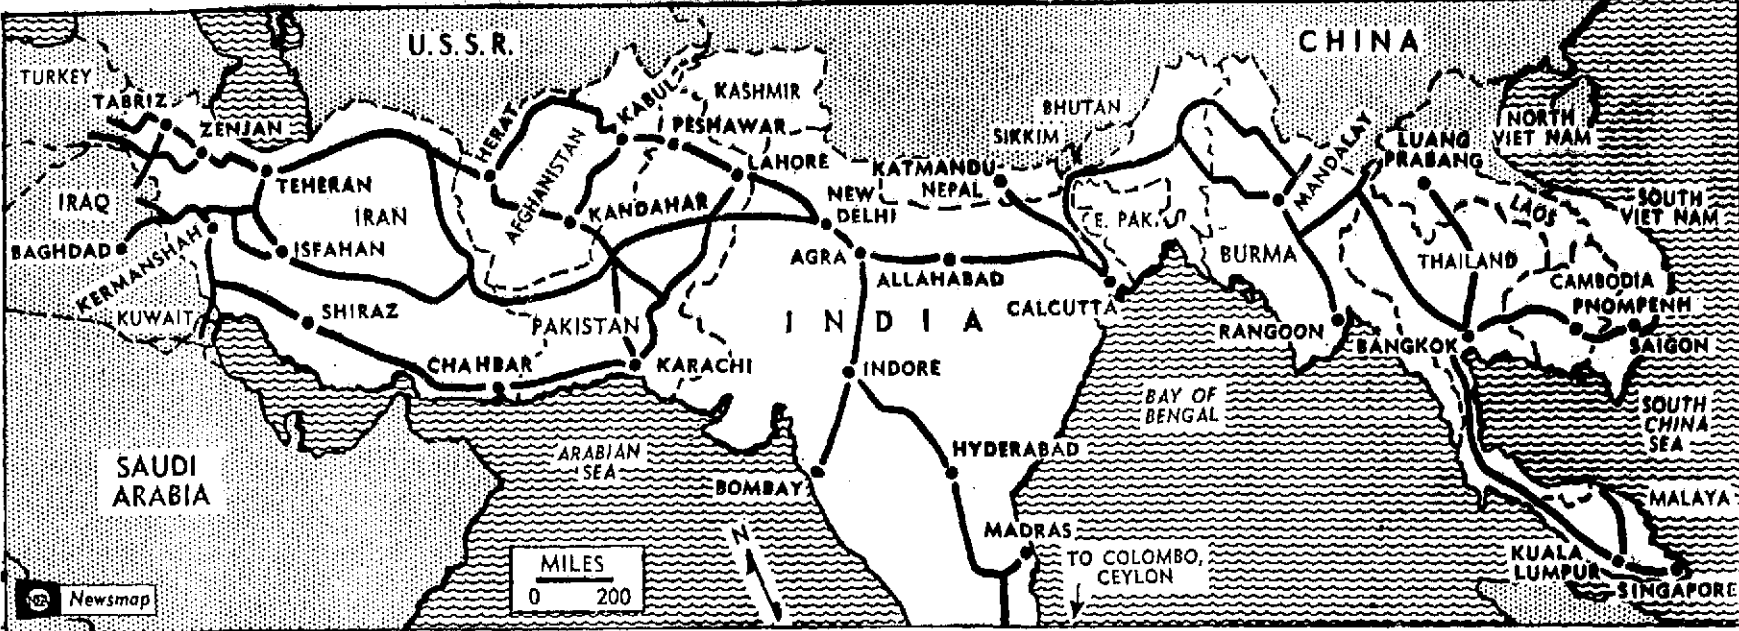 U.S.S.R.
CHINA
TURKEY
TABRIZ
ZENJAN
TEHERAN
IRAQ
IRAN
BAGHDAD
KERMANSHAH
ISFAHAN
KUWAIT
SHIRAZ
SAUDI
ARABIA
HERAT
AFGHANISTAN
KABUL
KASHMIR
PESHAWAR
LAHORE
KANDAHAR
NEW
DELHI
AGRA
ALLAHABAD
PAKISTAN
CHAHBAR
KARACHI
INDIA
INDORE
BOMBAY
HYDERABAD
MADRAS
ARABIAN
SEA
KATMANDU
NEPAL
SIKKIM
BHUTAN
E. PAK.
CALCUTTA
BURMA
MANDALAY
RANGOON
BAY OF
BENGAL
LUANG
PRABANG
NORTH
VIET NAM
SOUTH
VIET NAM
LAOS
THAILAND
CAMBODIA
PNOMPENH
BANGKOK
SAIGON
SOUTH
CHINA
SEA
MALAYA
KUALA
LUMPUR
SINGAPORE
TO COLOMBO,
CEYLON
N
MILES
0 200
Newsmap